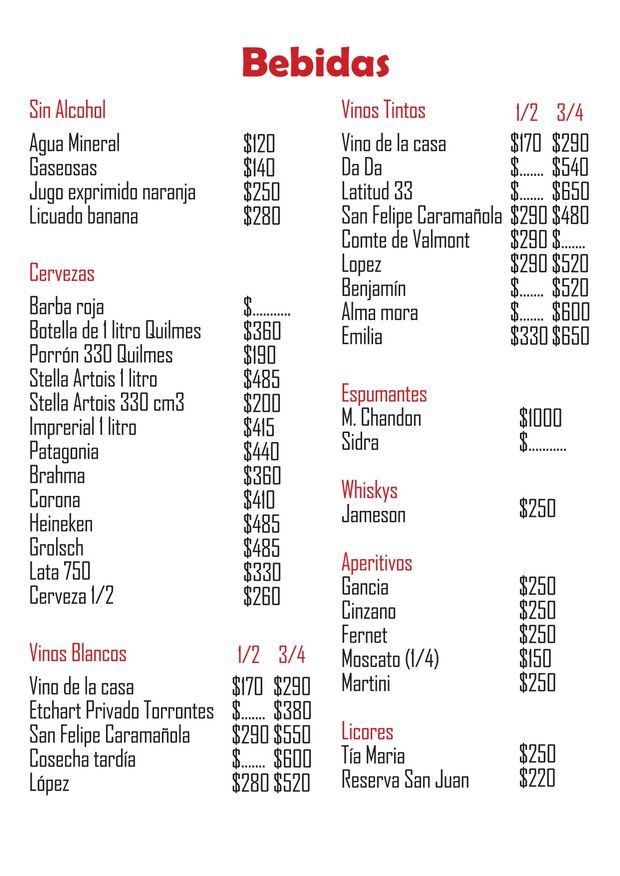 Bebidas
Sin Alcohol
Agua Mineral $120
Gaseosas $140
Jugo exprimido naranja $250
Licuado banana $280
Cervezas
Barba roja $...........
Botella de 1 litro Quilmes $360
Porrón 330 Quilmes $190
Stella Artois 1 litro $485
Stella Artois 330 cm3 $200
Imprerial 1 litro $415
Patagonia $440
Brahma $360
Corona $410
Heineken $485
Grolsch $485
Lata 750 $330
Cerveza 1/2 $260
Vinos Blancos 1/2 3/4
Vino de la casa $170 $290
Etchart Privado Torrontes $....... $380
San Felipe Caramañola $290 $550
Cosecha tardía $....... $600
López $280 $520
Vinos Tintos 1/2 3/4
Vino de la casa $170 $290
Da Da $....... $540
Latitud 33 $....... $650
San Felipe Caramañola $290 $480
Comte de Valmont $290 $.......
Lopez $290 $520
Benjamín $....... $520
Alma mora $....... $600
Emilia $330 $650
Espumantes
M. Chandon $1000
Sidra $...........
Whiskys
Jameson $250
Aperitivos
Gancia $250
Cinzano $250
Fernet $250
Moscato (1/4) $150
Martini $250
Licores
Tía Maria $250
Reserva San Juan $220